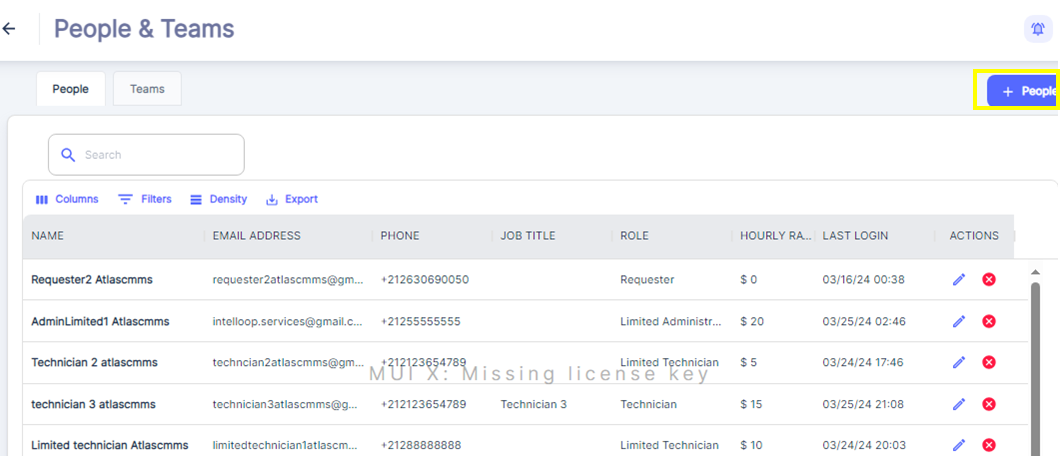 People & Teams
People Teams
+ People
Search
Columns Filters Density Export
NAME EMAIL ADDRESS PHONE JOB TITLE ROLE HOURLY RA... LAST LOGIN ACTIONS
Requester2 Atlascmms requester2atlascmms@gm... +212630690050 Requester $ 0 03/16/24 00:38
AdminLimited1 Atlascmms intelloop.services@gmail.c... +21255555555 Limited Administr... $ 20 03/25/24 02:46
Technician 2 atlascmms techncian2atlascmms@gm... +212123654789 Limited Technician $ 5 03/24/24 17:46
MUI X: Missing license key
technician 3 atlascmms technician3atlascmms@g... +212123654789 Technician 3 Technician $ 15 03/25/24 21:08
Limited technician Atlascmms limitedtechnician1atlascm... +21288888888 Limited Technician $ 10 03/24/24 20:03